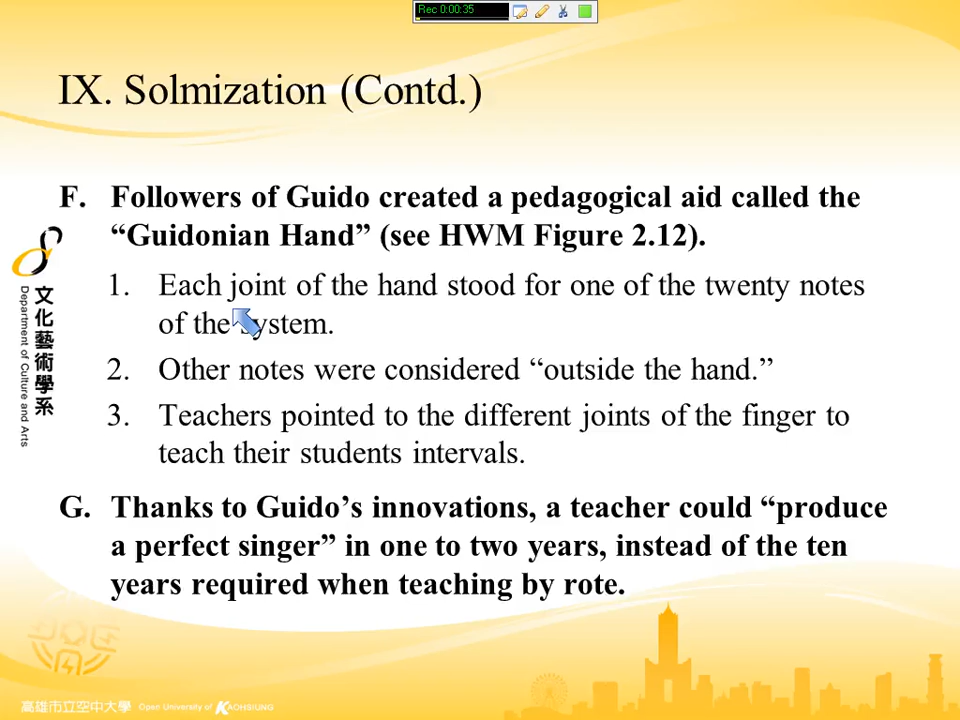 Rec 0:00:35
IX. Solmization (Contd.)
F. Followers of Guido created a pedagogical aid called the
“Guidonian Hand” (see HWM Figure 2.12).
1. Each joint of the hand stood for one of the twenty notes
of the system.
2. Other notes were considered “outside the hand.”
3. Teachers pointed to the different joints of the finger to
teach their students intervals.
G. Thanks to Guido’s innovations, a teacher could “produce
a perfect singer” in one to two years, instead of the ten
years required when teaching by rote.
文化藝術學系
Department of Culture and Arts
高雄市立空中大學 Open University of KAOHSIUNG